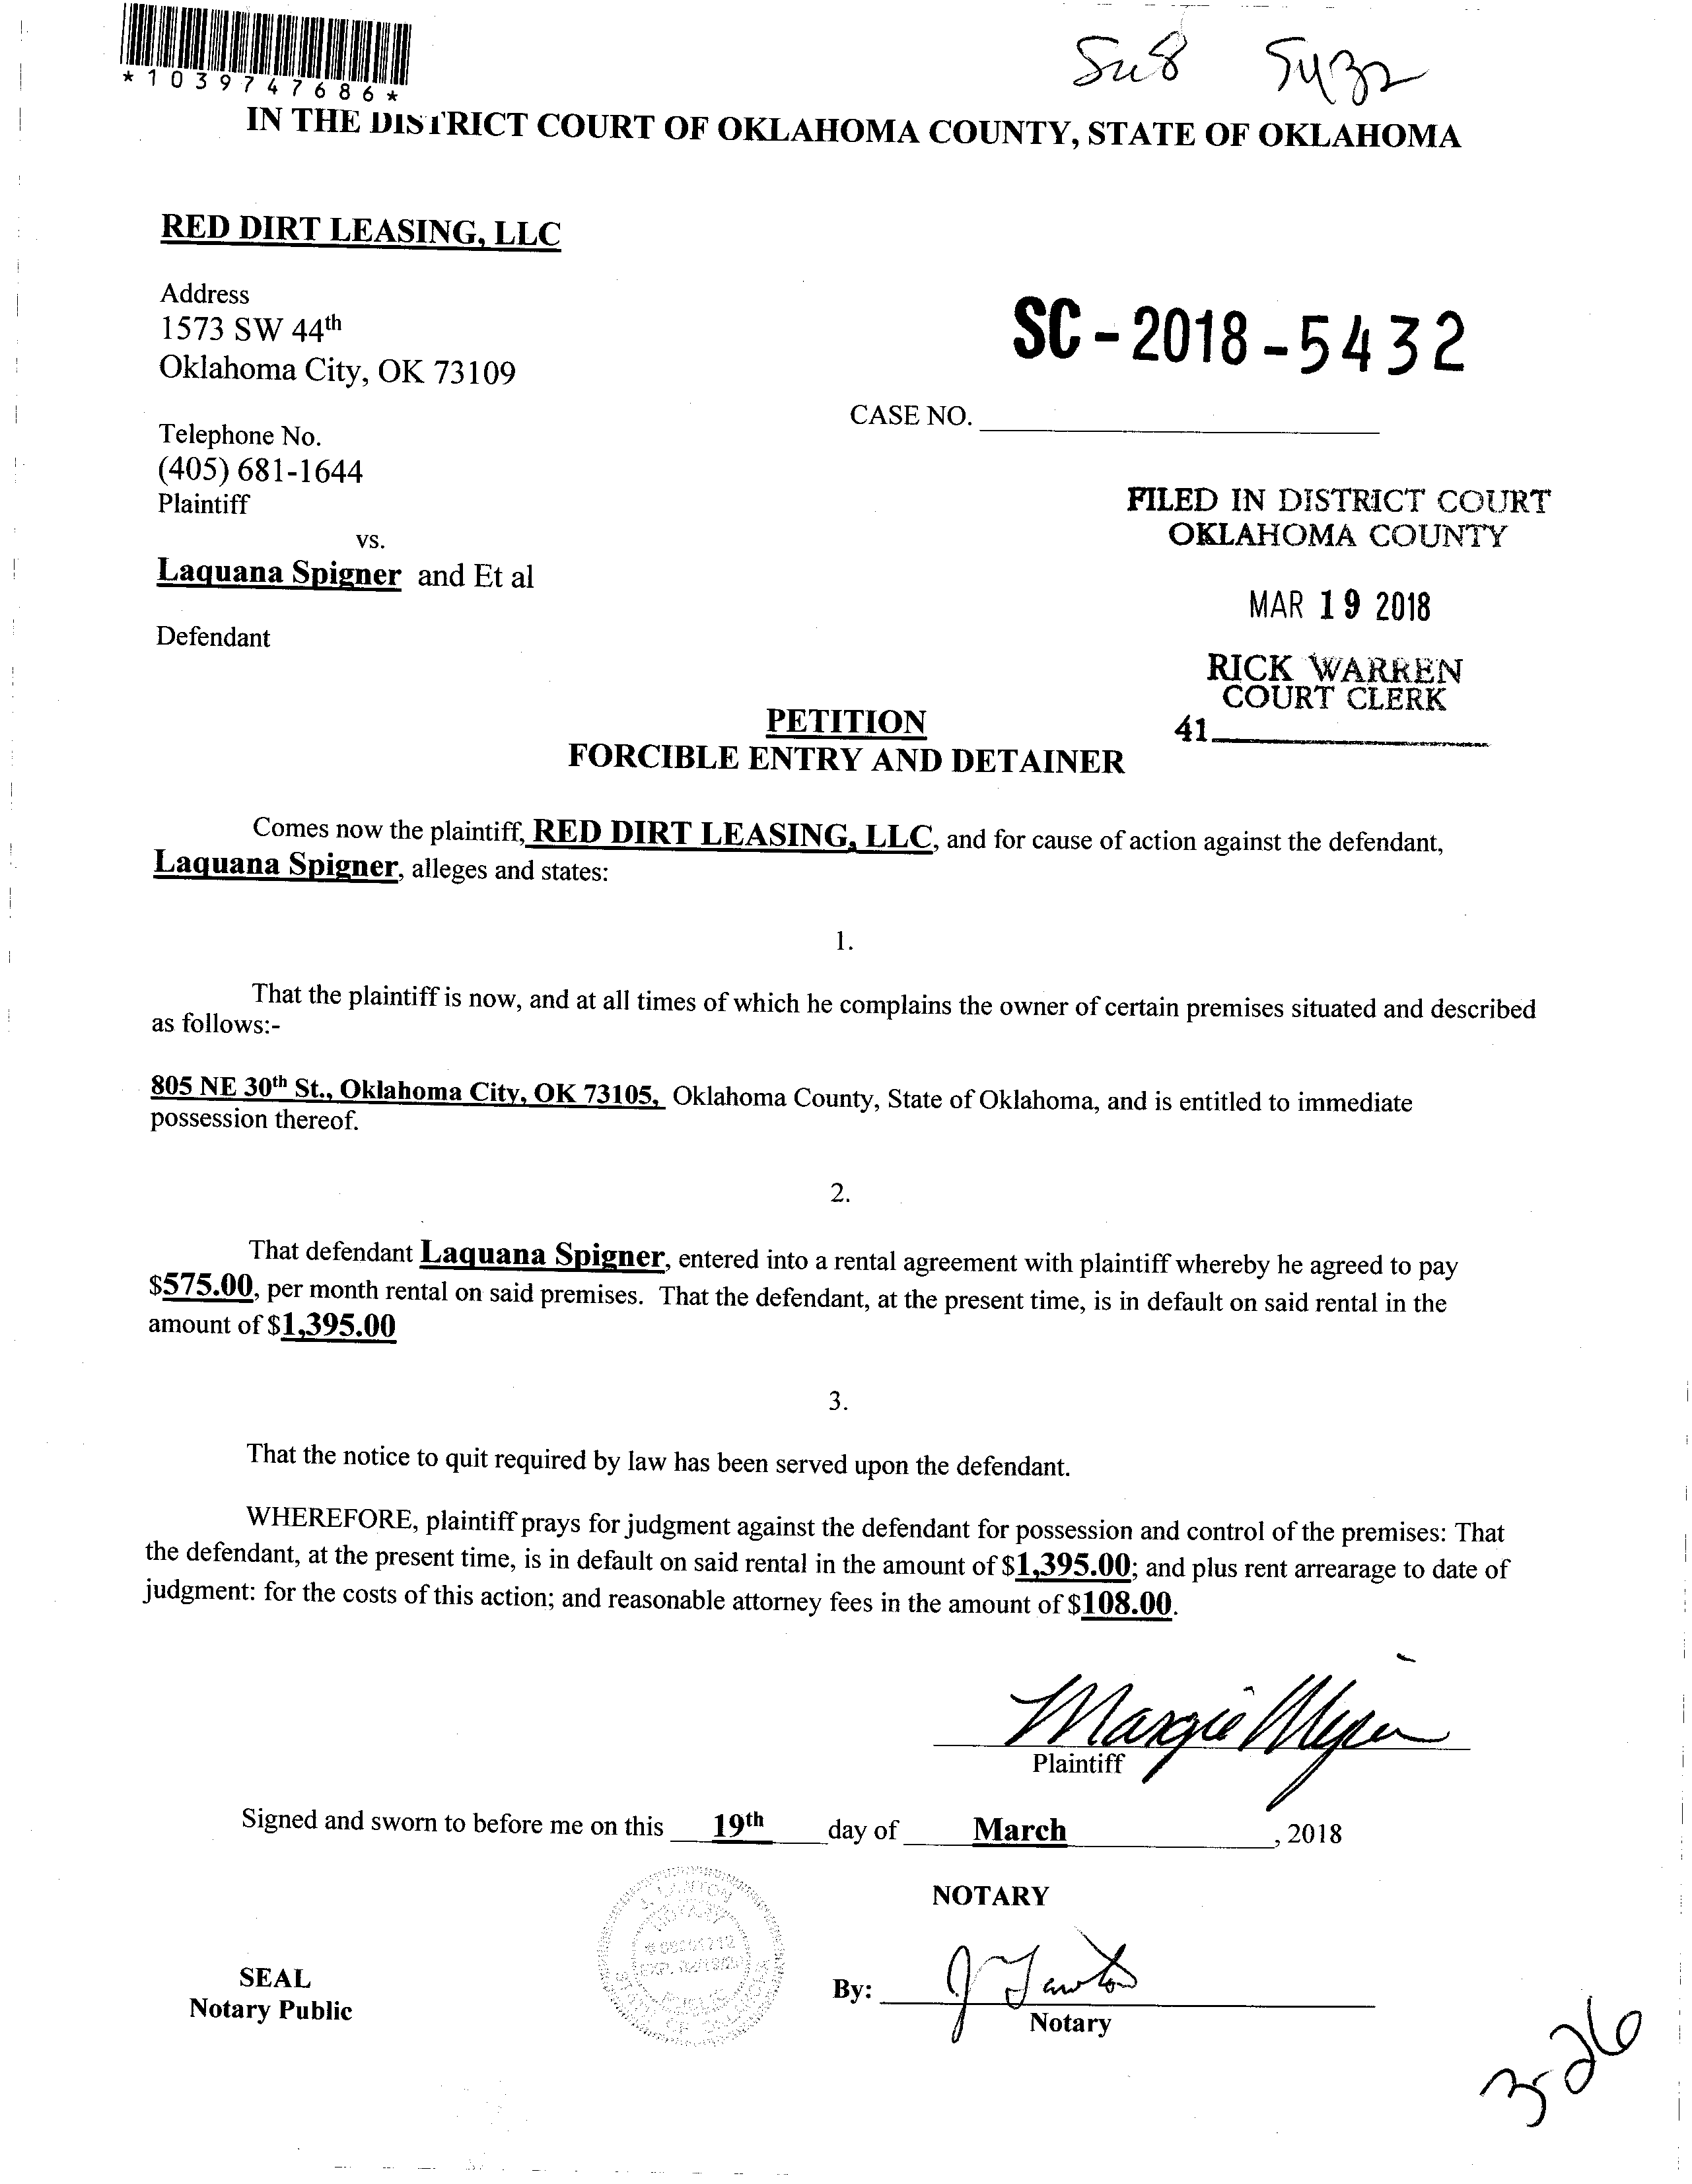 *1039747686*
Su8 5432
IN THE DISTRICT COURT OF OKLAHOMA COUNTY, STATE OF OKLAHOMA
RED DIRT LEASING, LLC
Address
1573 SW 44th
Oklahoma City, OK 73109
SC-2018-5432
CASE NO.
Telephone No.
(405) 681-1644
Plaintiff
vs.
Laquana Spigner and Et al
Defendant
FILED IN DISTRICT COURT
OKLAHOMA COUNTY
MAR 19 2018
RICK WARREN
COURT CLERK
41
PETITION
FORCIBLE ENTRY AND DETAINER
Comes now the plaintiff, RED DIRT LEASING, LLC, and for cause of action against the defendant,
Laquana Spigner, alleges and states:
1.
That the plaintiff is now, and at all times of which he complains the owner of certain premises situated and described
as follows:-
805 NE 30th St., Oklahoma City, OK 73105, Oklahoma County, State of Oklahoma, and is entitled to immediate
possession thereof.
2.
That defendant Laquana Spigner, entered into a rental agreement with plaintiff whereby he agreed to pay
$575.00, per month rental on said premises. That the defendant, at the present time, is in default on said rental in the
amount of $1,395.00
3.
That the notice to quit required by law has been served upon the defendant.
WHEREFORE, plaintiff prays for judgment against the defendant for possession and control of the premises: That
the defendant, at the present time, is in default on said rental in the amount of $1,395.00; and plus rent arrearage to date of
judgment: for the costs of this action; and reasonable attorney fees in the amount of $108.00.
Margie
Plaintiff
Signed and sworn to before me on this 19th day of March, 2018
NOTARY
SEAL
Notary Public
By: J Lawton
Notary
3-26